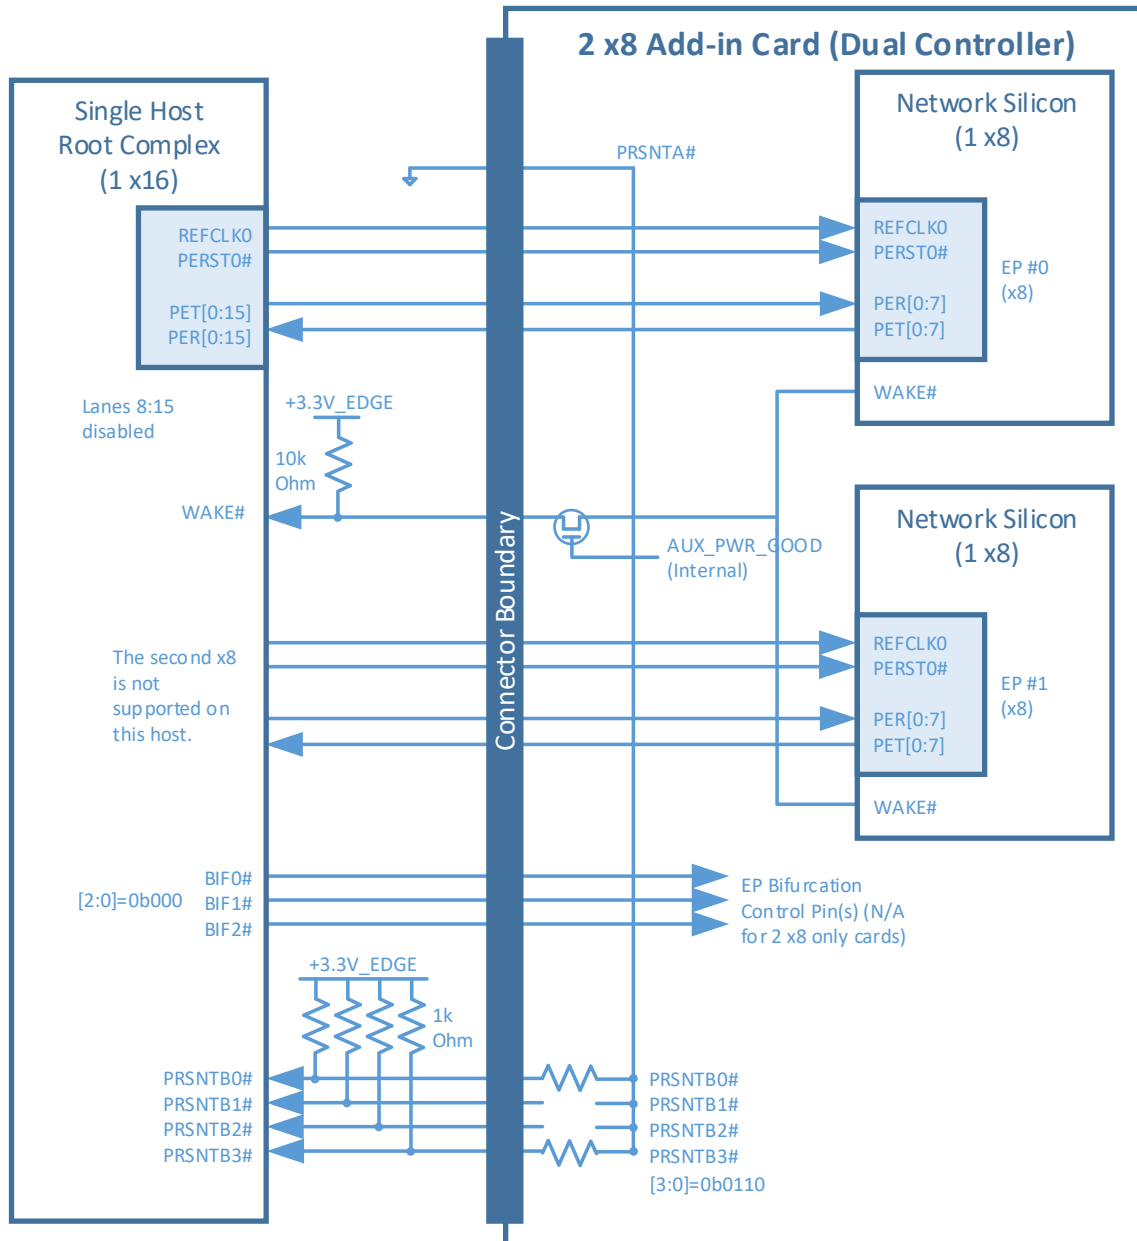 2 x8 Add-in Card (Dual Controller)
Single Host
Root Complex
(1 x16)
REFCLK0
PERST0#
PET[0:15]
PER[0:15]
Lanes 8:15
disabled
+3.3V_EDGE
10k
Ohm
WAKE#
The second x8
is not
supported on
this host.
BIF0#
[2:0]=0b000
BIF1#
BIF2#
+3.3V_EDGE
1k
Ohm
PRSNTB0#
PRSNTB1#
PRSNTB2#
PRSNTB3#
Connector Boundary
PRSNTA#
Network Silicon
(1 x8)
REFCLK0
PERST0#
EP #0
(x8)
PER[0:7]
PET[0:7]
WAKE#
AUX_PWR_GOOD
(Internal)
Network Silicon
(1 x8)
REFCLK0
PERST0#
EP #1
(x8)
PER[0:7]
PET[0:7]
WAKE#
EP Bifurcation
Control Pin(s) (N/A
for 2 x8 only cards)
PRSNTB0#
PRSNTB1#
PRSNTB2#
PRSNTB3#
[3:0]=0b0110